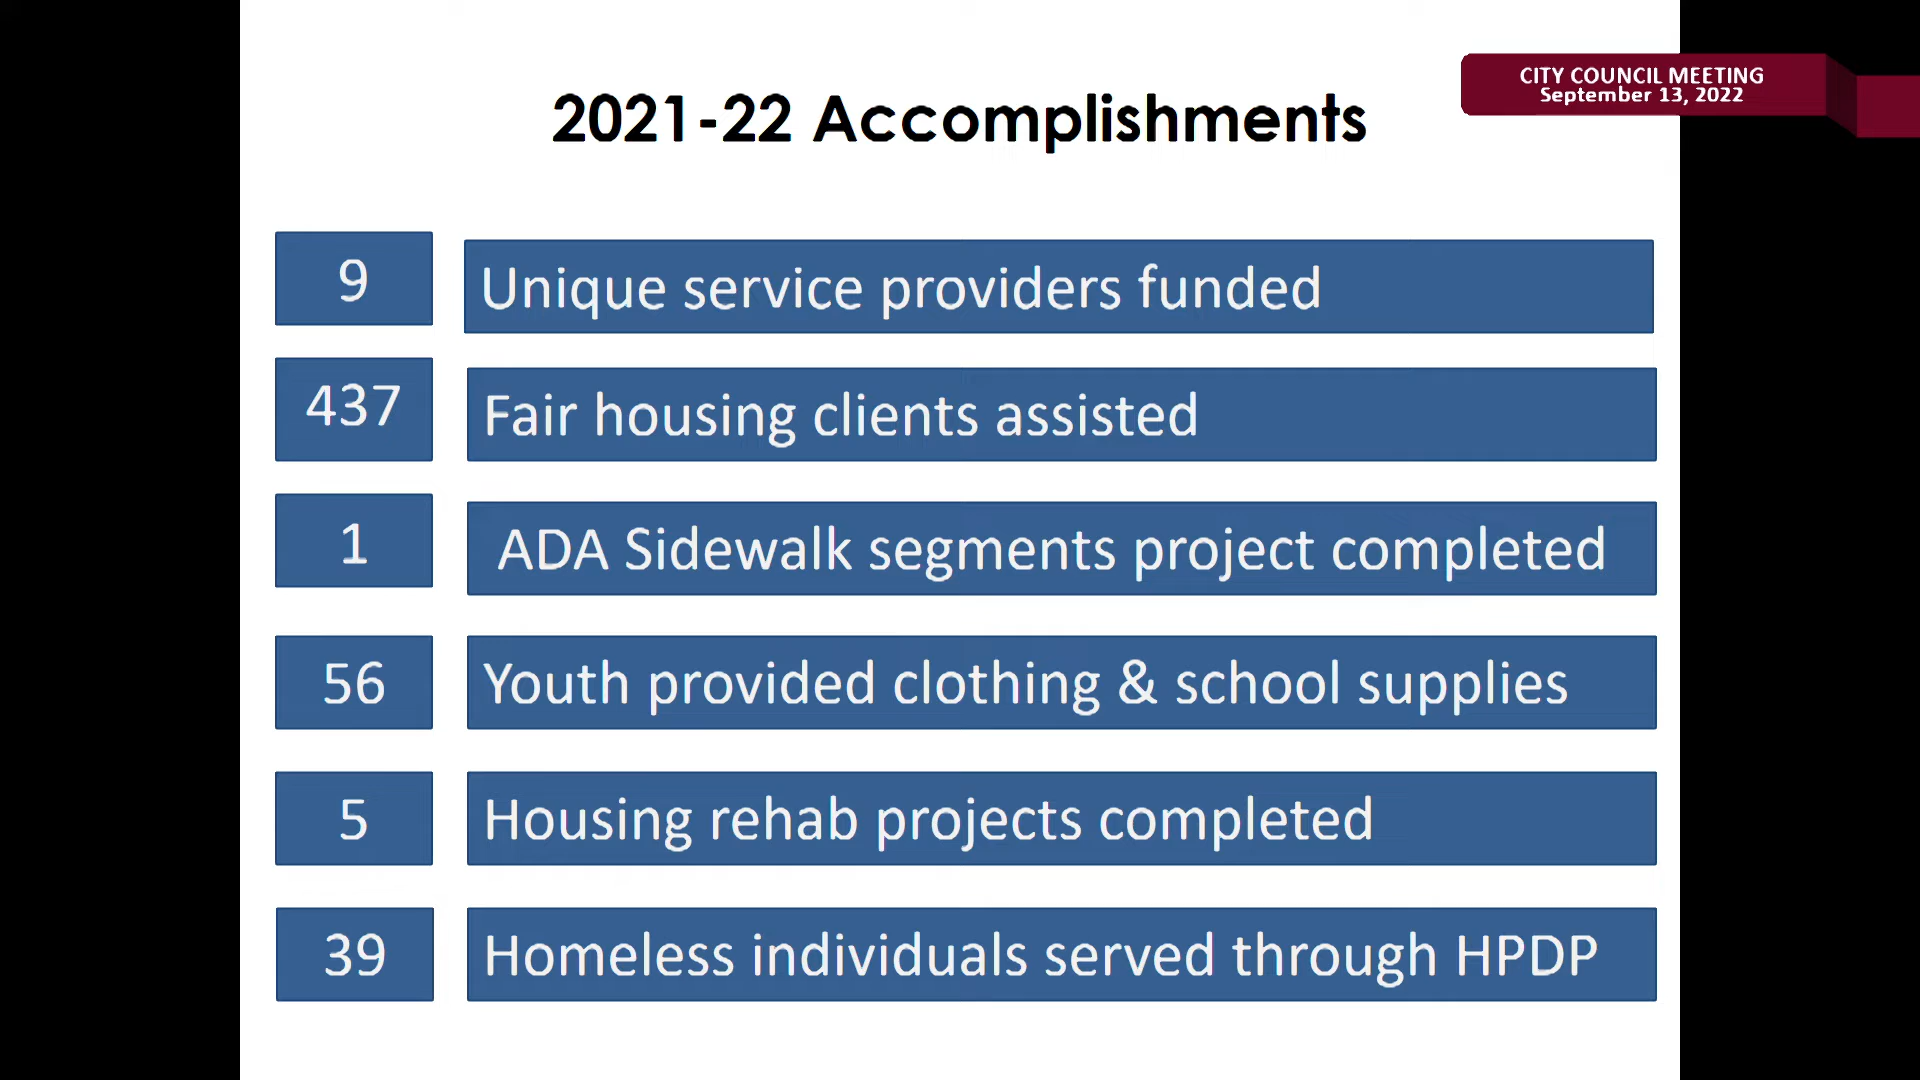 CITY COUNCIL MEETING
September 13, 2022
2021-22 Accomplishments
9 Unique service providers funded
437 Fair housing clients assisted
1 ADA Sidewalk segments project completed
56 Youth provided clothing & school supplies
5 Housing rehab projects completed
39 Homeless individuals served through HPDP